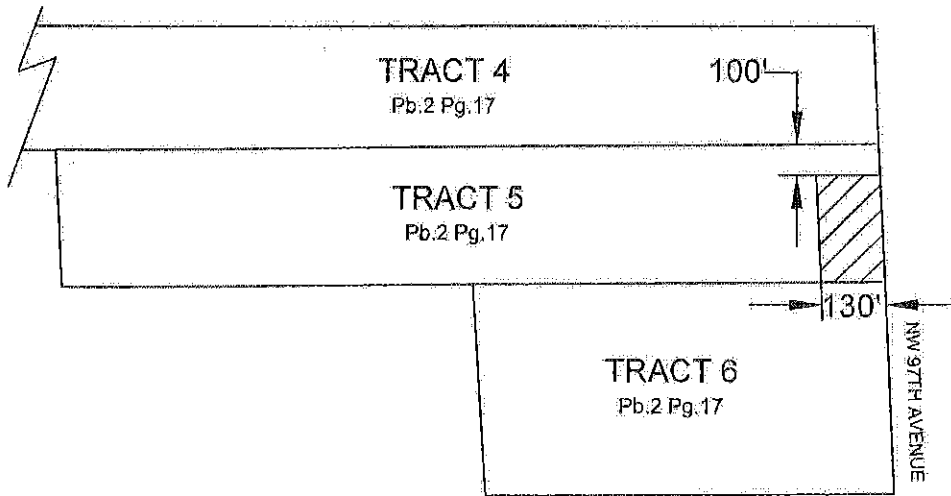 TRACT 4
Pb.2 Pg.17
100'
TRACT 5
Pb.2 Pg.17
130'
TRACT 6
Pb.2 Pg.17
NW 97TH AVENUE